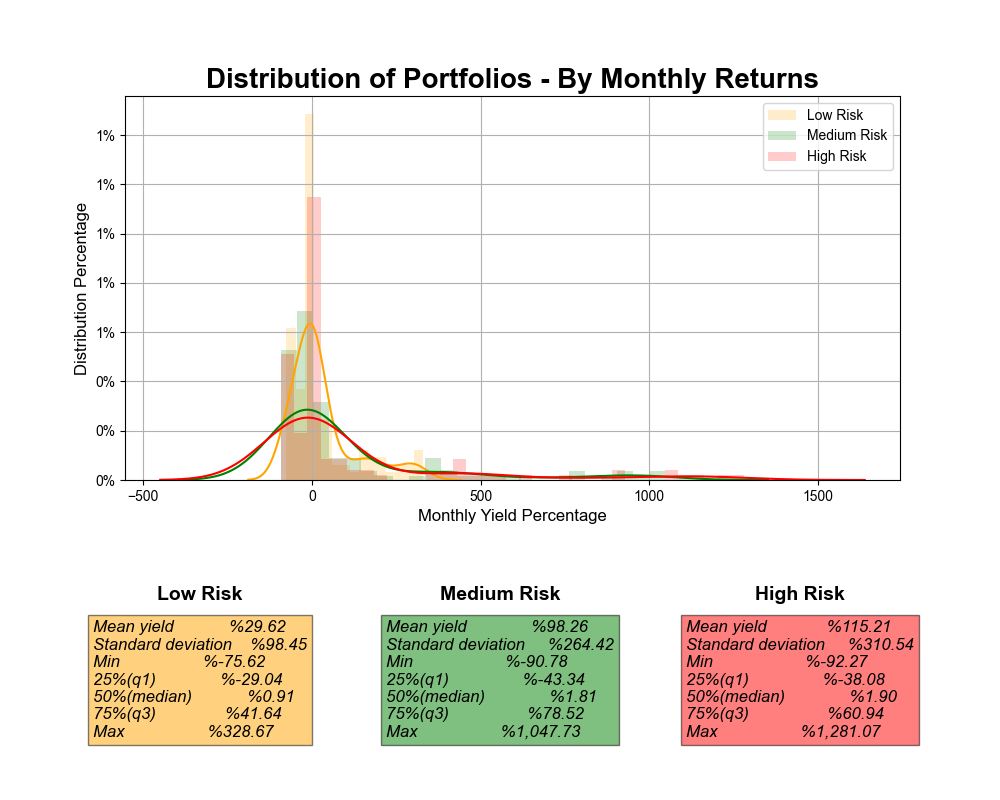 Distribution of Portfolios - By Monthly Returns
Low Risk
Medium Risk
High Risk
Distribution Percentage
1%
1%
1%
1%
1%
0%
0%
0%
−500
0
500
1000
1500
Monthly Yield Percentage
Low Risk
Mean yield %29.62
Standard deviation %98.45
Min %-75.62
25%(q1) %-29.04
50%(median) %0.91
75%(q3) %41.64
Max %328.67
Medium Risk
Mean yield %98.26
Standard deviation %264.42
Min %-90.78
25%(q1) %-43.34
50%(median) %1.81
75%(q3) %78.52
Max %1,047.73
High Risk
Mean yield %115.21
Standard deviation %310.54
Min %-92.27
25%(q1) %-38.08
50%(median) %1.90
75%(q3) %60.94
Max %1,281.07